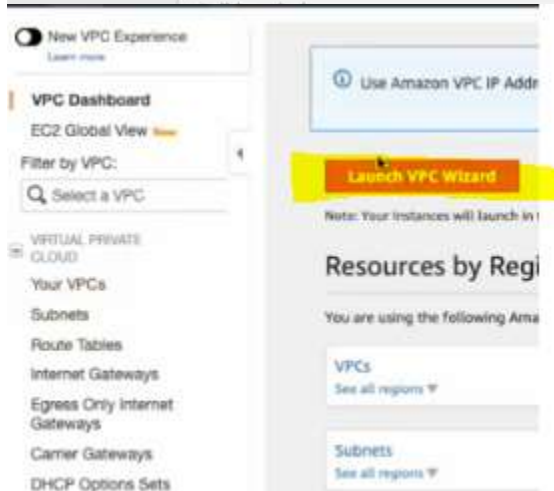 New VPC Experience
Learn more
VPC Dashboard
EC2 Global View New
Filter by VPC:
Select a VPC
VIRTUAL PRIVATE
CLOUD
Your VPCs
Subnets
Route Tables
Internet Gateways
Egress Only Internet
Gateways
Carrier Gateways
DHCP Options Sets
Use Amazon VPC IP Addr
Launch VPC Wizard
Note: Your Instances will launch in t
Resources by Regi
You are using the following Ama
VPCs
See all regions
Subnets
See all regions